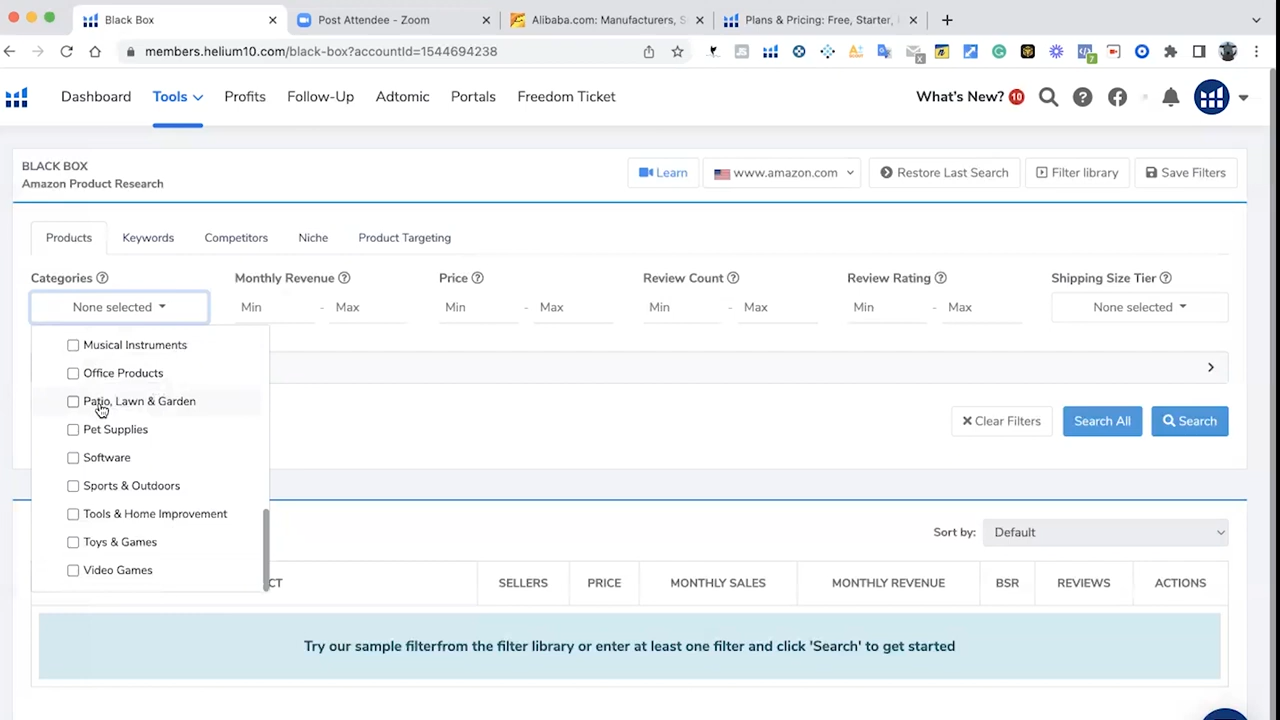 Black Box
Post Attendee - Zoom
Alibaba.com: Manufacturers, S
Plans & Pricing: Free, Starter,
members.helium10.com/black-box?accountId=1544694238
JS
7
Dashboard
Tools
Profits
Follow-Up
Adtomic
Portals
Freedom Ticket
What's New? 10
BLACK BOX
Amazon Product Research
Learn
www.amazon.com
Restore Last Search
Filter library
Save Filters
Products
Keywords
Competitors
Niche
Product Targeting
Categories
Monthly Revenue
Price
Review Count
Review Rating
Shipping Size Tier
None selected
Min - Max
Min - Max
Min - Max
Min - Max
None selected
Musical Instruments
Office Products
Patio, Lawn & Garden
Pet Supplies
Software
Sports & Outdoors
Tools & Home Improvement
Toys & Games
Video Games
Clear Filters
Search All
Search
Sort by: Default
CT
SELLERS
PRICE
MONTHLY SALES
MONTHLY REVENUE
BSR
REVIEWS
ACTIONS
Try our sample filterfrom the filter library or enter at least one filter and click 'Search' to get started